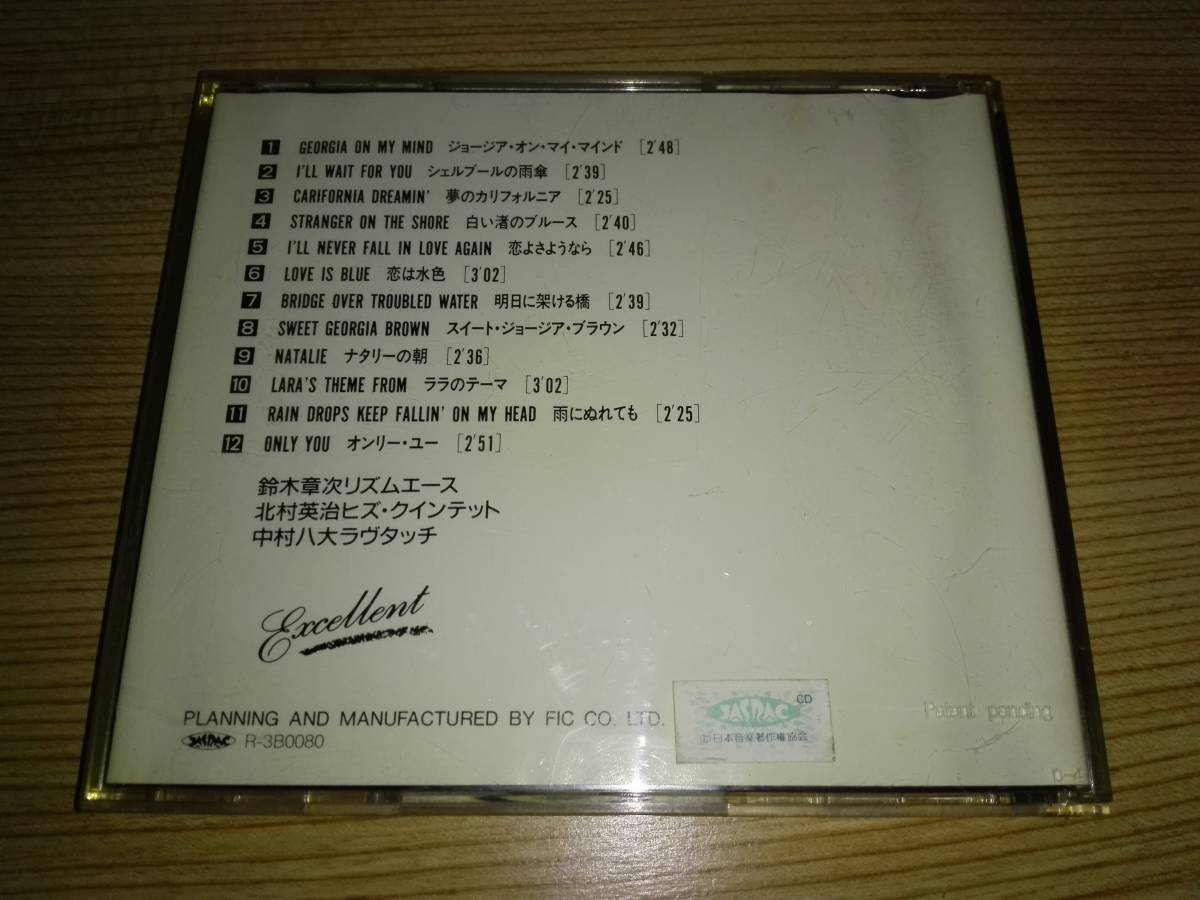 1 GEORGIA ON MY MIND ジョージア・オン・マイ・マインド [2'48]
2 I'LL WAIT FOR YOU シェルブールの雨傘 [2'39]
3 CARIFORNIA DREAMIN' 夢のカリフォルニア [2'25]
4 STRANGER ON THE SHORE 白い渚のブルース [2'40]
5 I'LL NEVER FALL IN LOVE AGAIN 恋よさようなら [2'46]
6 LOVE IS BLUE 恋は水色 [3'02]
7 BRIDGE OVER TROUBLED WATER 明日に架ける橋 [2'39]
8 SWEET GEORGIA BROWN スイート・ジョージア・ブラウン [2'32]
9 NATALIE ナタリーの朝 [2'36]
10 LARA'S THEME FROM ララのテーマ [3'02]
11 RAIN DROPS KEEP FALLIN' ON MY HEAD 雨にぬれても [2'25]
12 ONLY YOU オンリー・ユー [2'51]
鈴木章次リズムエース
北村英治ヒズ・クインテット
中村八大ラヴタッチ
Excellent
PLANNING AND MANUFACTURED BY FIC CO. LTD.
JASRAC R-3B0080
CD
JASRAC
㈳日本音楽著作権協会
Patent pending
D-4